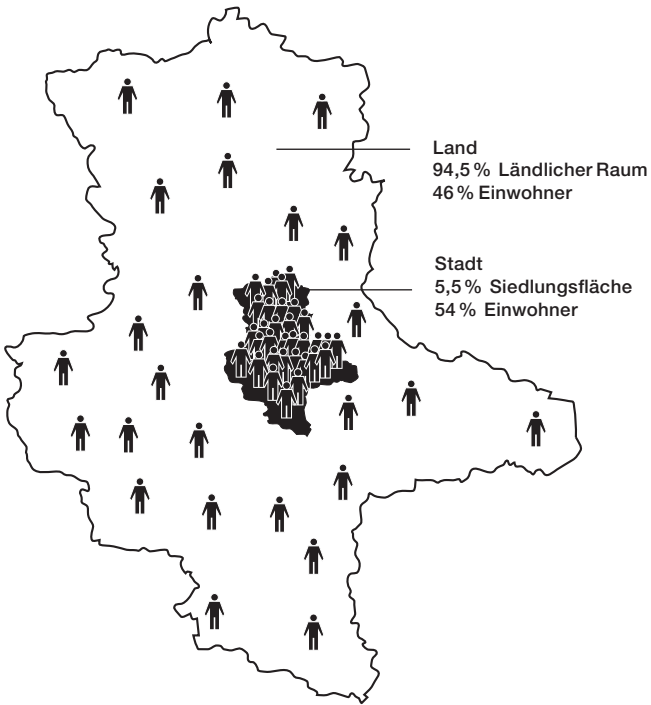 Land
94,5 % Ländlicher Raum
46 % Einwohner
Stadt
5,5 % Siedlungsfläche
54 % Einwohner